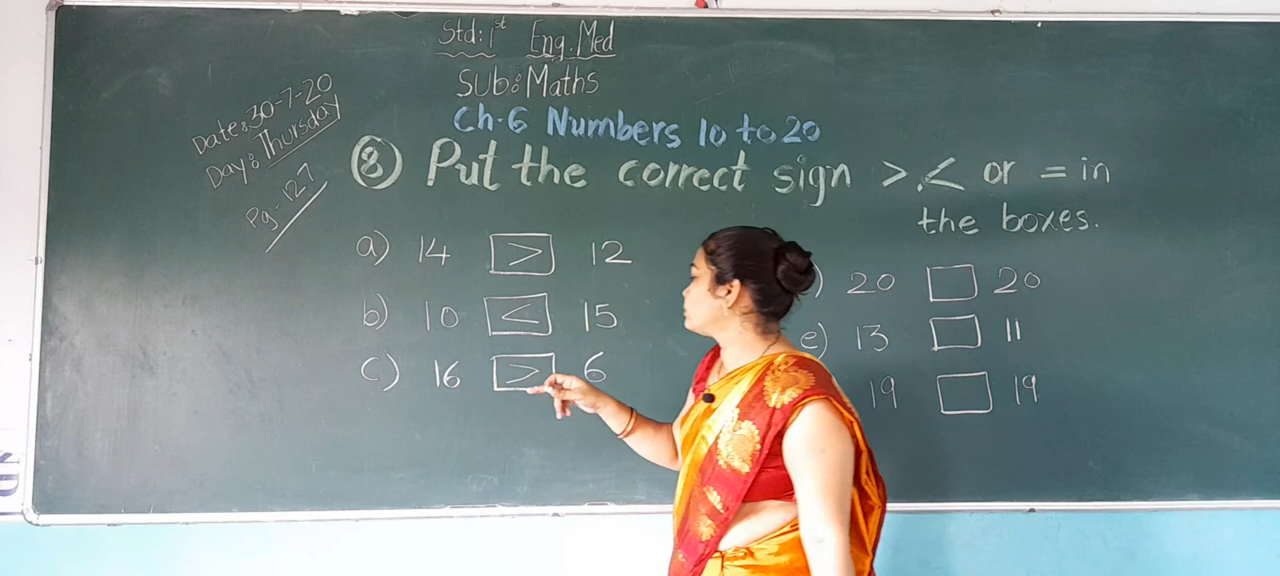 Std: 1st Eng. Med
Sub: Maths
Date: 30-7-20
Day: Thursday
Pg-127
Ch.6 Numbers 10 to 20
8) Put the correct sign >, < or = in
the boxes.
a) 14 > 12
b) 10 < 15
c) 16 > 6
) 20 20
e) 13 11
19 19